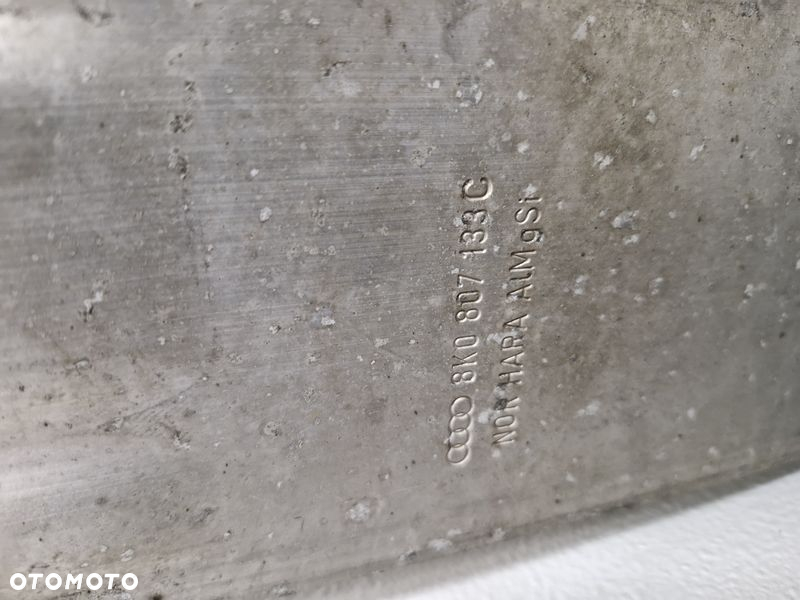 8K0 807 133 C
NOR HARA AlMgSi
OTOMOTO